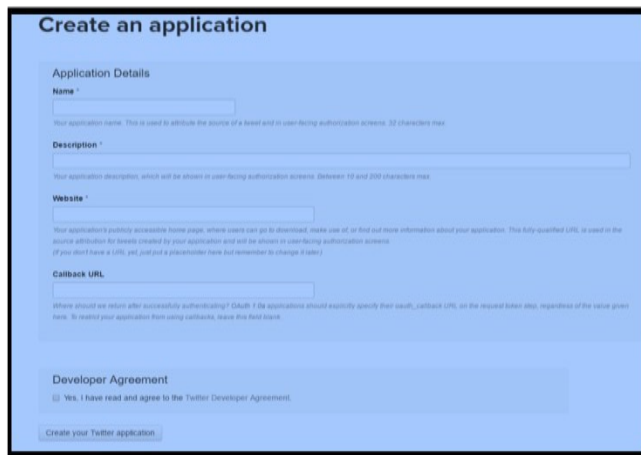 Create an application
Application Details
Name *
Your application name. This is used to attribute the source of a tweet and in user-facing authorization screens. 32 characters max.
Description *
Your application description, which will be shown in user-facing authorization screens. Between 10 and 200 characters max.
Website *
Your application's publicly accessible home page, where users can go to download, make use of, or find out more information about your application. This fully-qualified URL is used in the
source attribution for tweets created by your application and will be shown in user-facing authorization screens.
(If you don't have a URL yet, just put a placeholder here but remember to change it later.)
Callback URL
Where should we return after successfully authenticating? OAuth 1.0a applications should explicitly specify their oauth_callback URL on the request token step, regardless of the value given
here. To restrict your application from using callbacks, leave this field blank.
Developer Agreement
Yes, I have read and agree to the Twitter Developer Agreement.
Create your Twitter application